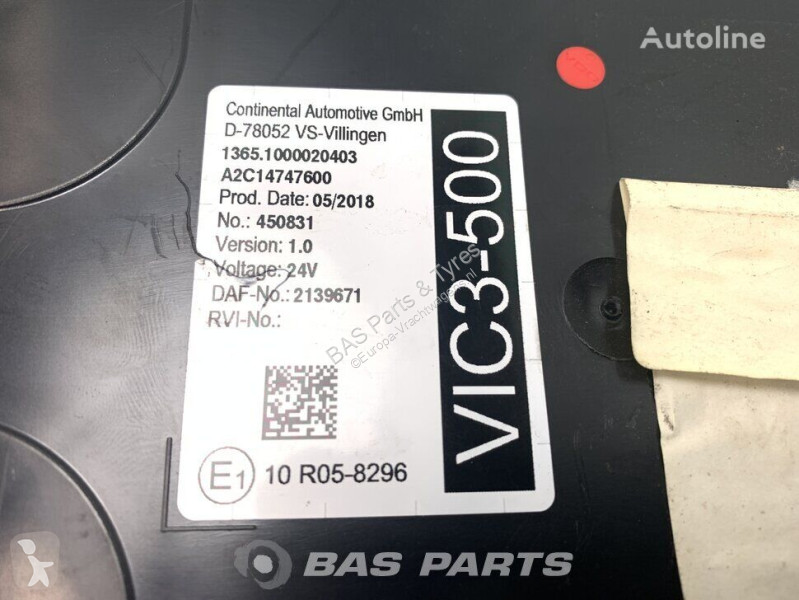 Autoline
Continental Automotive GmbH
D-78052 VS-Villingen
1365.1000020403
A2C14747600
Prod. Date: 05/2018
No.: 450831
Version: 1.0
Voltage: 24V
DAF-No.: 2139671
RVI-No.:
VIC3-500
E1
10 R05-8296
BAS Parts & Tyres
©Europa-Vrachtwagens.nl
BAS PARTS